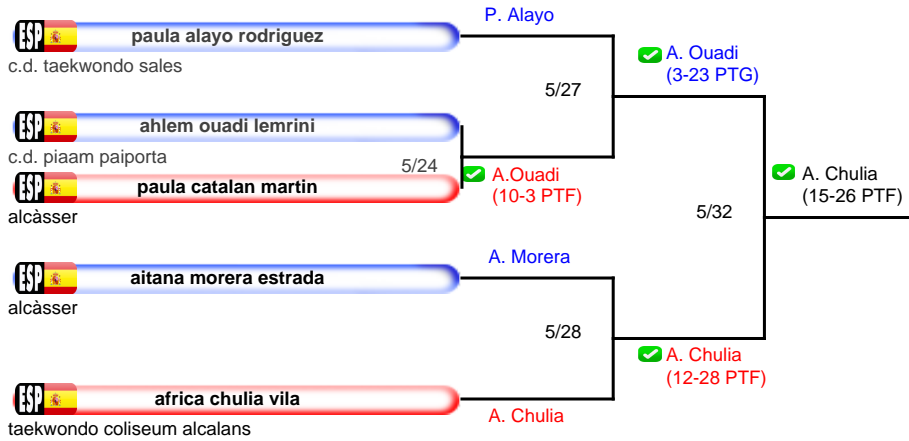 P. Alayo
ESP paula alayo rodriguez
c.d. taekwondo sales
A. Ouadi
(3-23 PTG)
5/27
ESP ahlem ouadi lemrini
c.d. piaam paiporta
5/24
A.Ouadi
(10-3 PTF)
ESP paula catalan martin
alcàsser
A. Chulia
(15-26 PTF)
5/32
A. Morera
ESP aitana morera estrada
alcàsser
5/28
A. Chulia
(12-28 PTF)
ESP africa chulia vila
A. Chulia
taekwondo coliseum alcalans